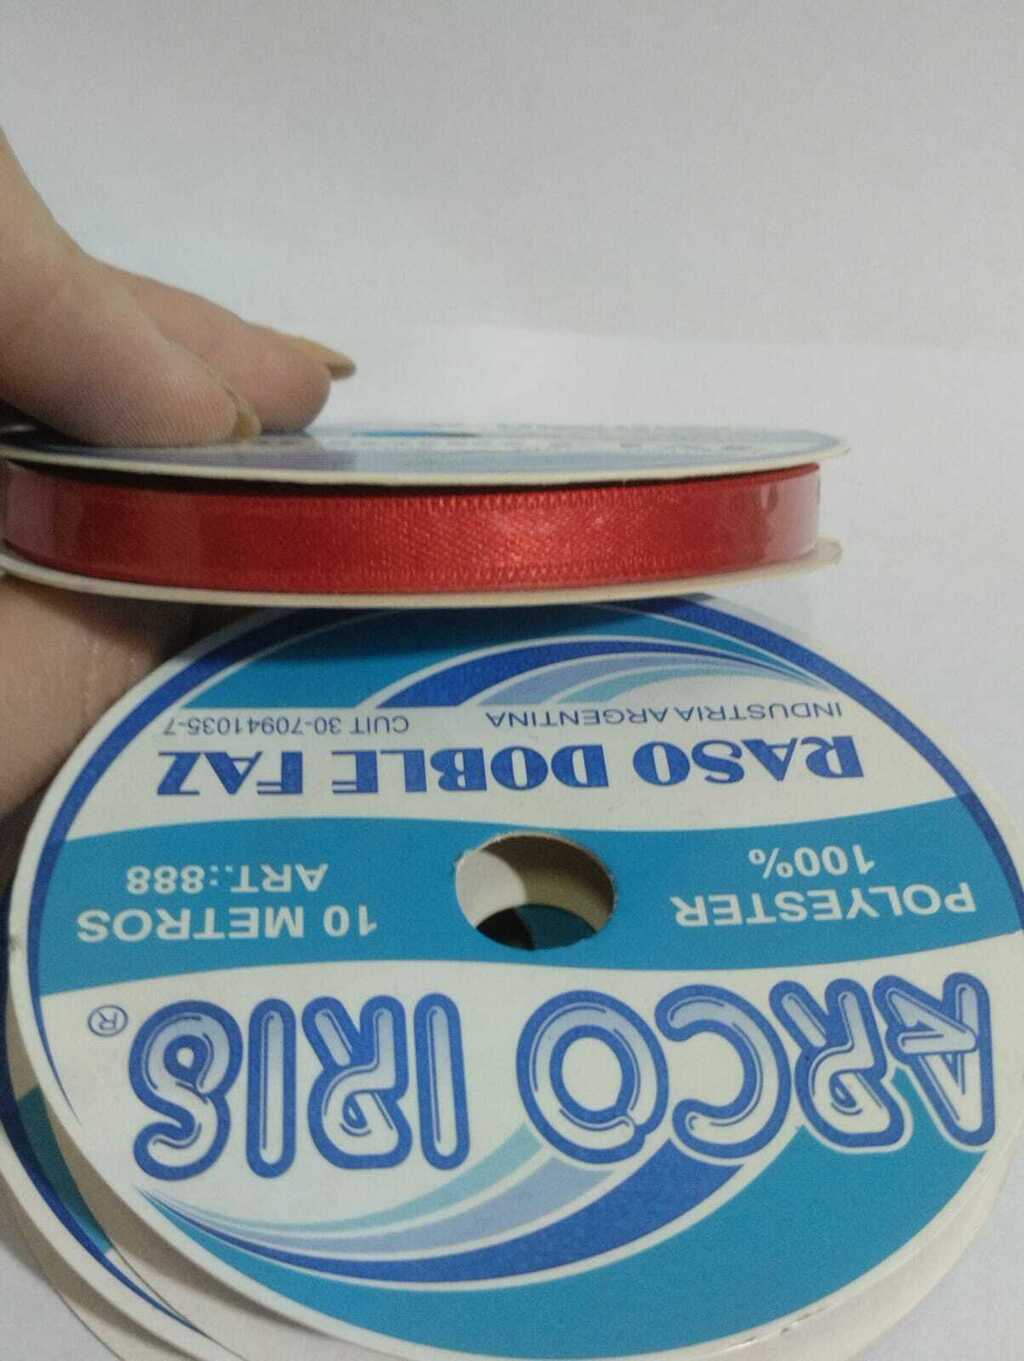 ARCO IRIS®
POLYESTER
100%
10 METROS
ART.:888
RASO DOBLE FAZ
INDUSTRIA ARGENTINA CUIT 30-70941035-7